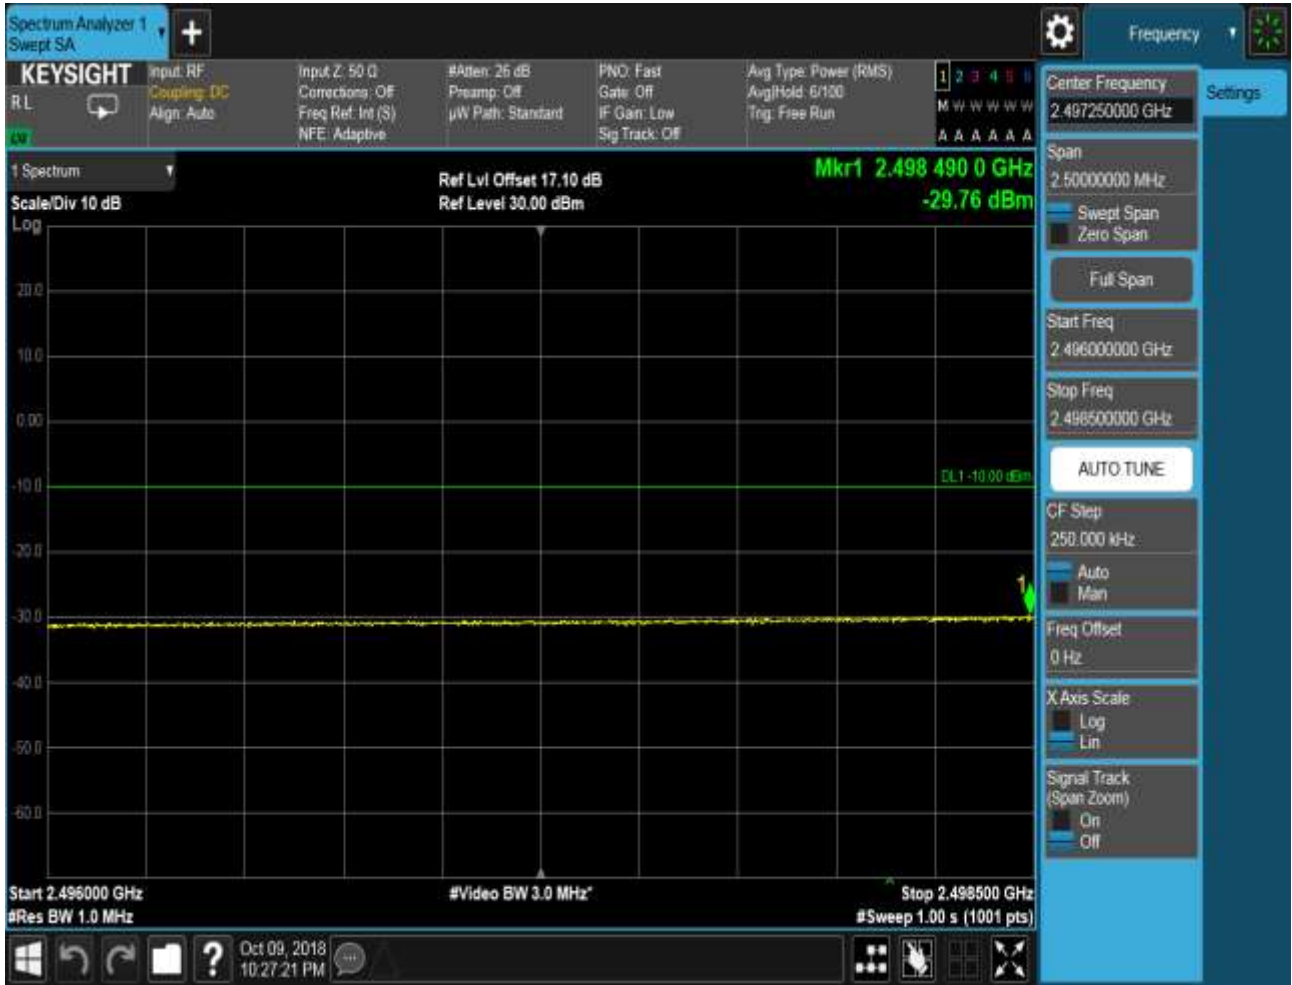 Spectrum Analyzer 1
Swept SA
+
Frequency
KEYSIGHT
RL
LXI
Input: RF
Coupling: DC
Align: Auto
Input Z: 50 Ω
Corrections: Off
Freq Ref: Int (S)
NFE: Adaptive
#Atten: 26 dB
Preamp: Off
µW Path: Standard
PNO: Fast
Gate: Off
IF Gain: Low
Sig Track: Off
Avg Type: Power (RMS)
Avg|Hold: 6/100
Trig: Free Run
1 2 3 4 5 6
M W W W W W
A A A A A A
1 Spectrum
Scale/Div 10 dB
Log
Ref Lvl Offset 17.10 dB
Ref Level 30.00 dBm
Mkr1 2.498 490 0 GHz
-29.76 dBm
20.0
10.0
0.00
-10.0
-20.0
-30.0
-40.0
-50.0
-60.0
DL1 -10.00 dBm
1
Start 2.496000 GHz
#Res BW 1.0 MHz
#Video BW 3.0 MHz*
Stop 2.498500 GHz
#Sweep 1.00 s (1001 pts)
Center Frequency
2.497250000 GHz
Settings
Span
2.50000000 MHz
Swept Span
Zero Span
Full Span
Start Freq
2.496000000 GHz
Stop Freq
2.498500000 GHz
AUTO TUNE
CF Step
250.000 kHz
Auto
Man
Freq Offset
0 Hz
X Axis Scale
Log
Lin
Signal Track
(Span Zoom)
On
Off
?
Oct 09, 2018
10:27:21 PM